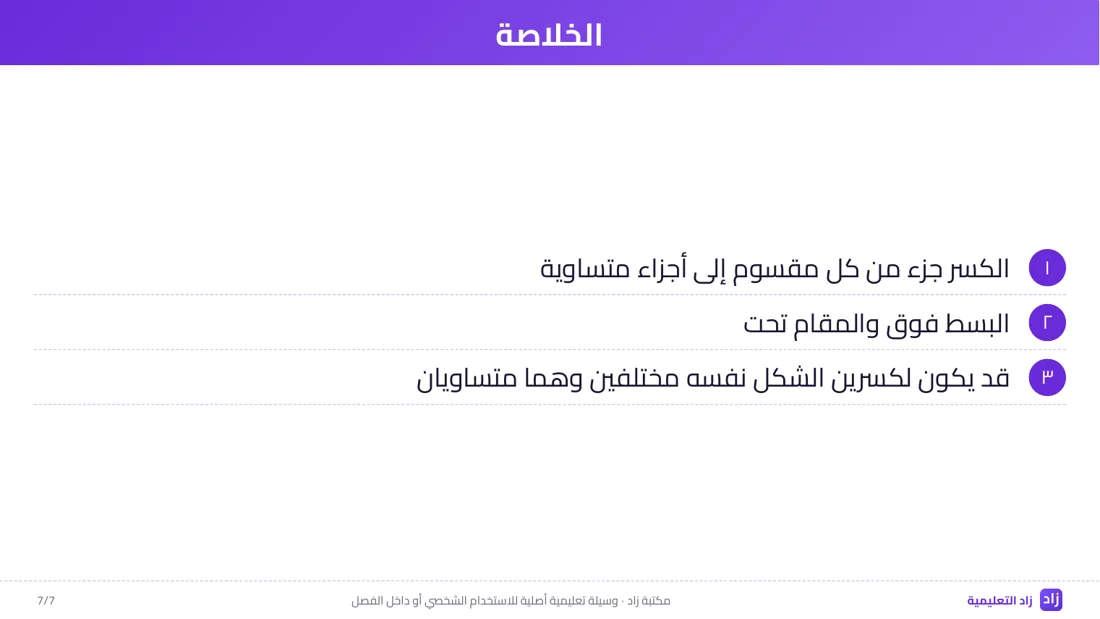 الخلاصة
١ الكسر جزء من كل مقسوم إلى أجزاء متساوية
٢ البسط فوق والمقام تحت
٣ قد يكون لكسرين الشكل نفسه مختلفين وهما متساويان
زاد زاد التعليمية
مكتبة زاد · وسيلة تعليمية أصلية للاستخدام الشخصي أو داخل الفصل
7/7